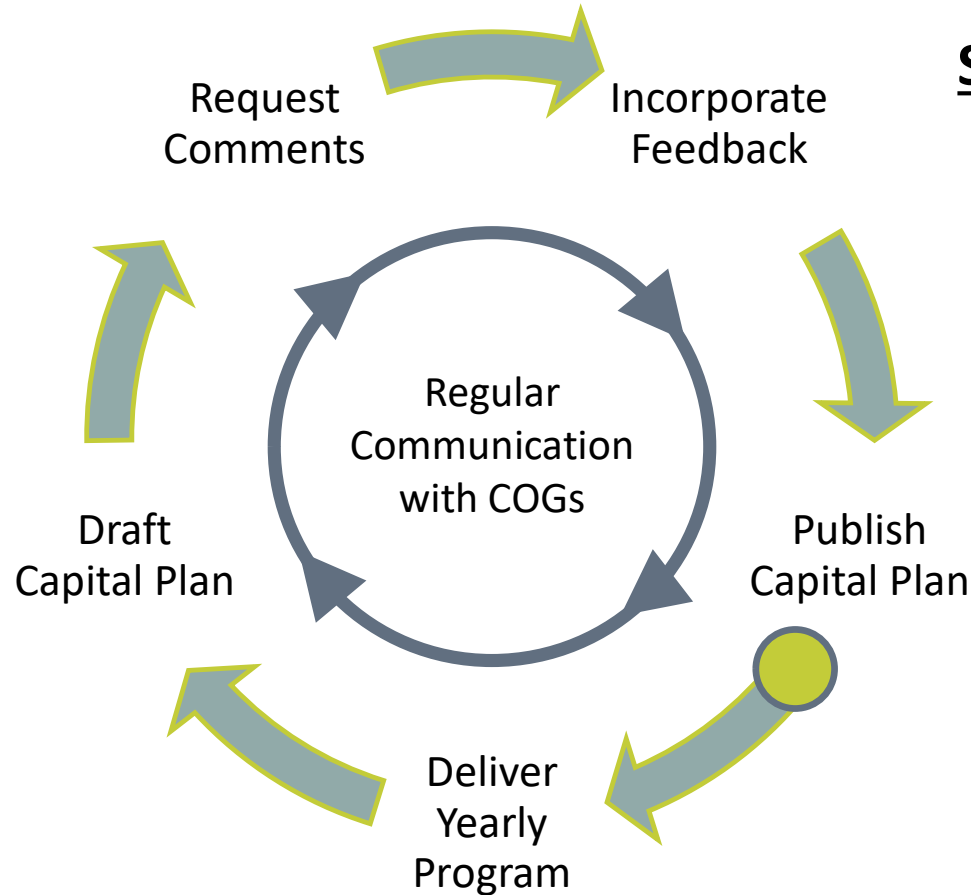 Request
Comments
Incorporate
Feedback
Regular
Communication
with COGs
Draft
Capital Plan
Publish
Capital Plan
Deliver
Yearly
Program